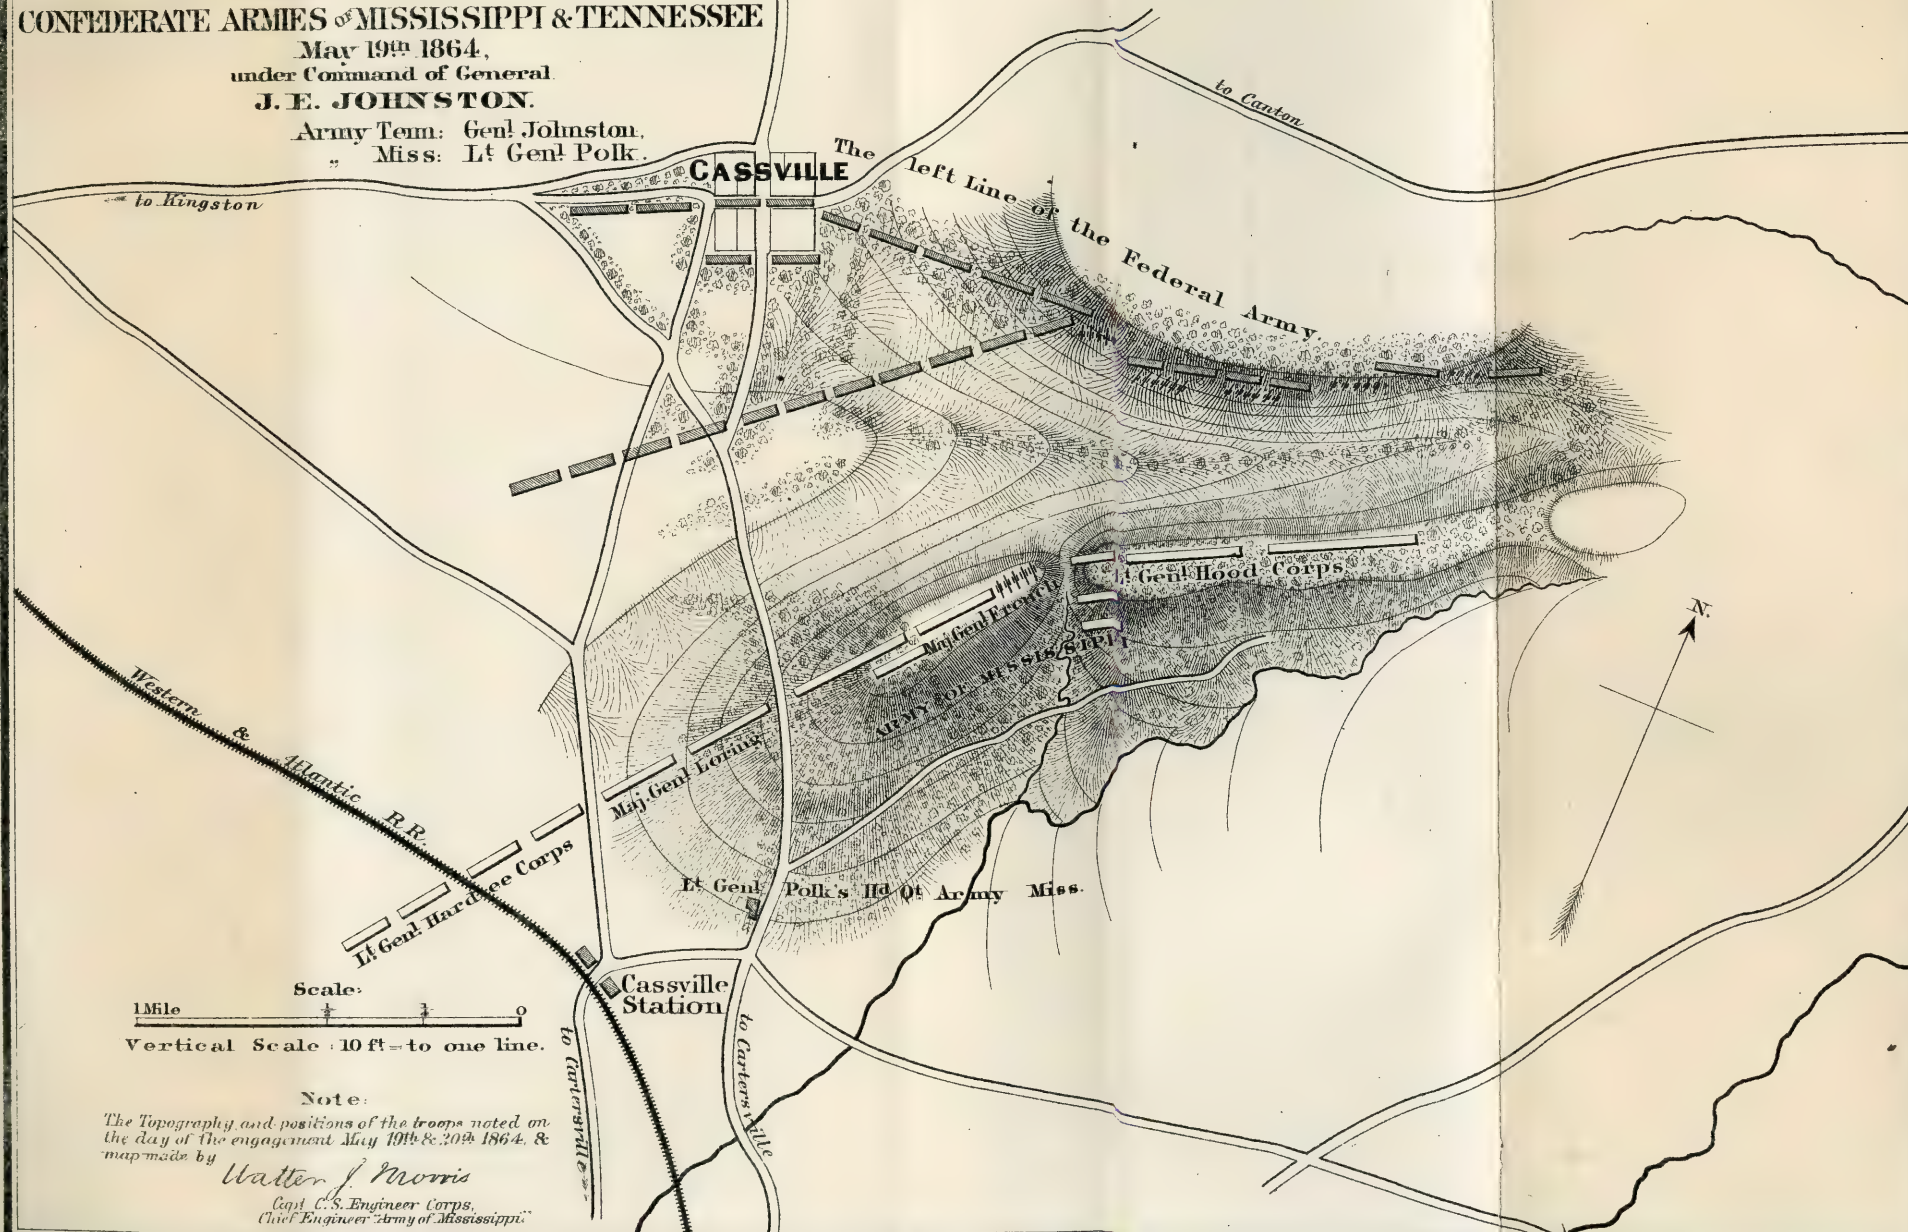 CONFEDERATE ARMIES OF MISSISSIPPI & TENNESSEE
May 19th 1864,
under Command of General
J. E. JOHNSTON.
Army Tenn: Genl Johnston,
„ Miss: Lt Genl Polk.
to Canton
CASSVILLE
to Kingston
The left Line of the Federal Army
N.
Lt Genl Hood Corps.
Maj Genl French
ARMY OF MISSISSIPPI
Maj. Genl Loring
Western & Atlantic R R.
Lt Genl Hardee Corps
Lt Genl Polk's Hd Qt Army Miss.
Cassville
Station
to Cartersville
to Cartersville
Scale:
1 Mile ½ ¼ 0
Vertical Scale : 10 ft = to one line.
Note:
The Topography and positions of the troops noted on
the day of the engagement May 19th & 20th 1864, &
map made by
Walter J. Morris
Capt C. S. Engineer Corps,
Chief Engineer "Army of Mississippi."